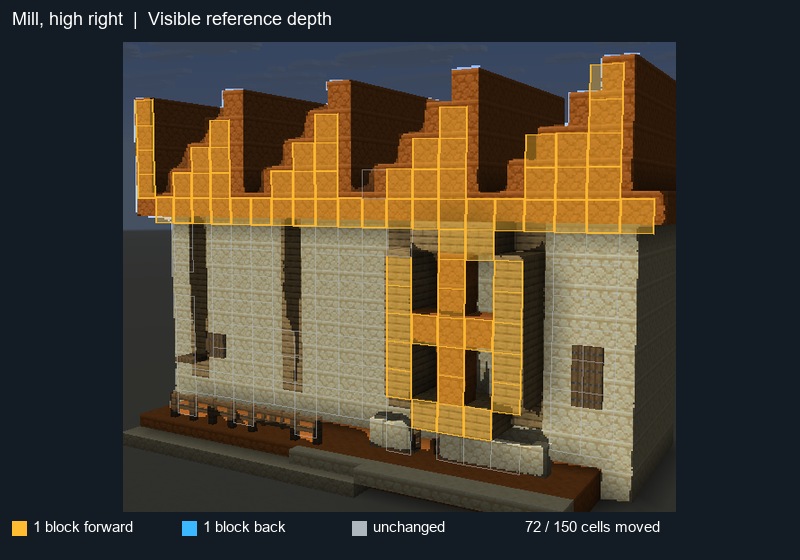 Mill, high right | Visible reference depth
1 block forward
1 block back
unchanged
72 / 150 cells moved